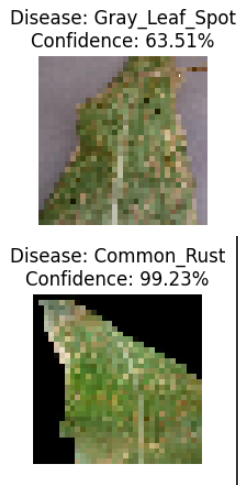 Disease: Gray_Leaf_Spot
Confidence: 63.51%
Disease: Common_Rust
Confidence: 99.23%